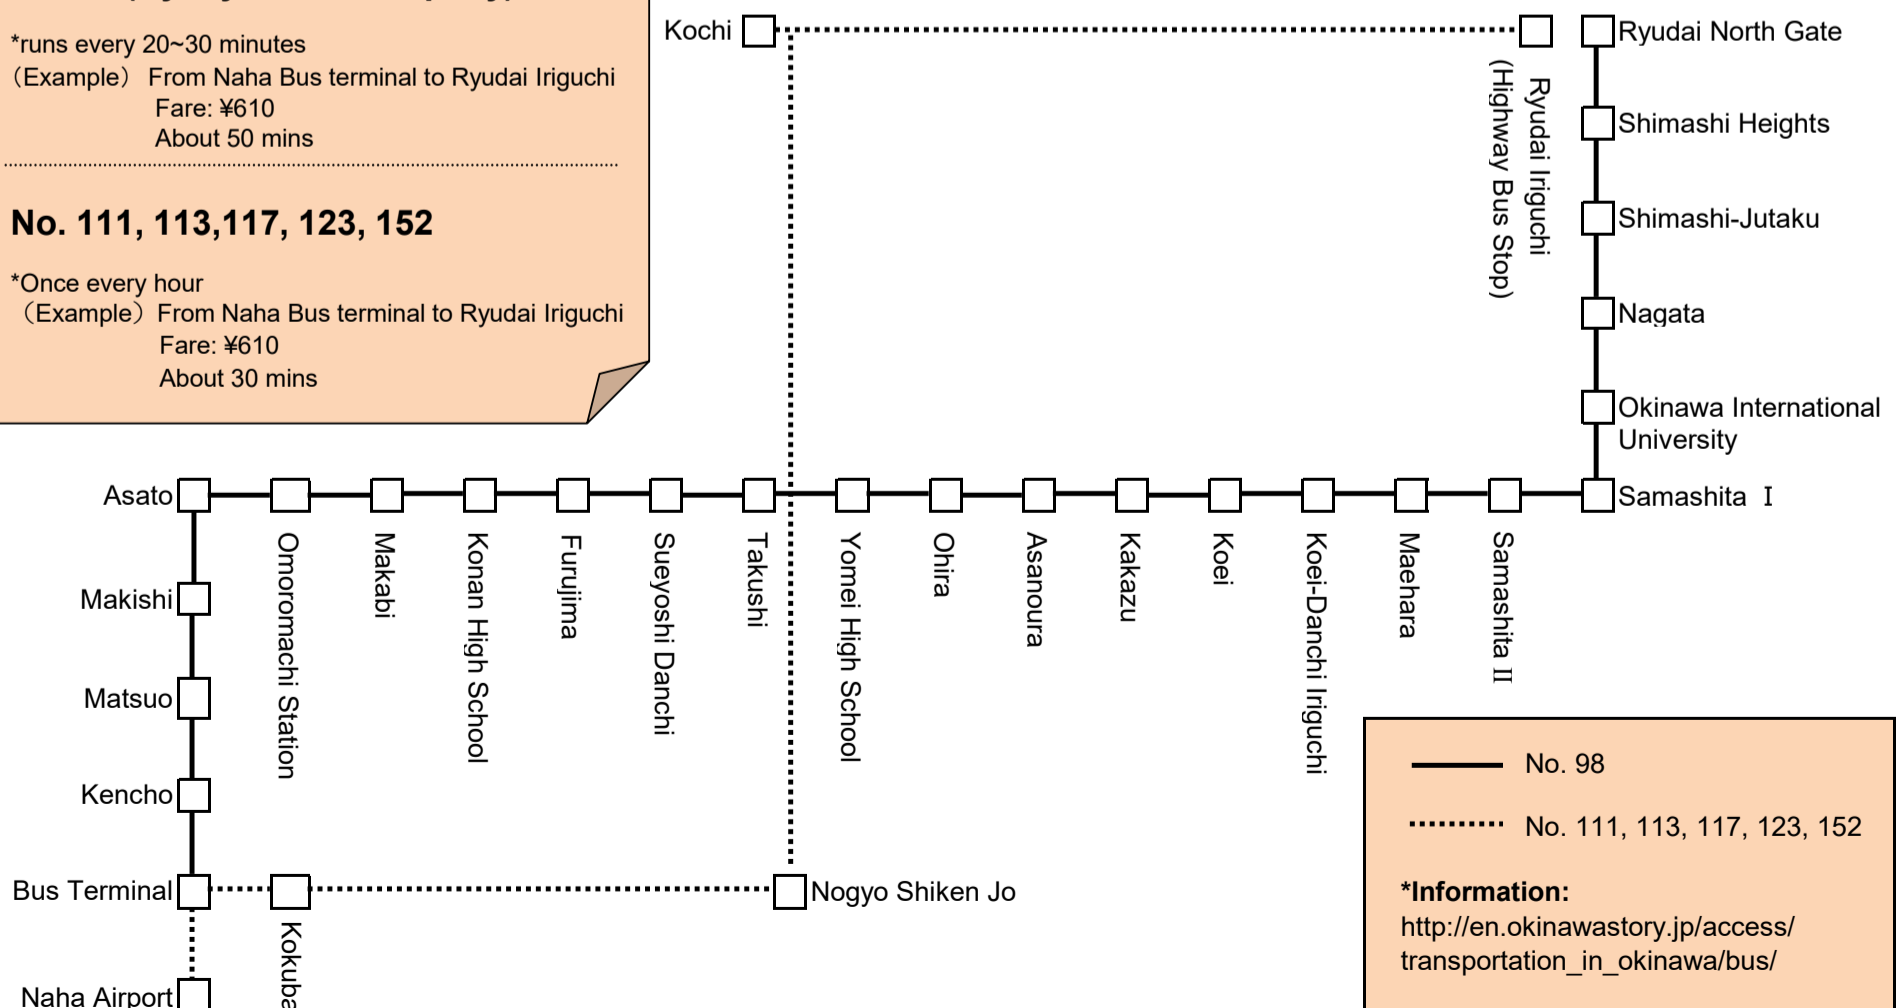 *runs every 20~30 minutes
（Example） From Naha Bus terminal to Ryudai Iriguchi
Fare: ¥610
About 50 mins
No. 111, 113,117, 123, 152
*Once every hour
（Example）From Naha Bus terminal to Ryudai Iriguchi
Fare: ¥610
About 30 mins
Kochi
Ryudai Iriguchi
(Highway Bus Stop)
Ryudai North Gate
Shimashi Heights
Shimashi-Jutaku
Nagata
Okinawa International
University
Asato
Samashita Ⅰ
Omoromachi Station
Makabi
Konan High School
Furujima
Sueyoshi Danchi
Takushi
Yomei High School
Ohira
Asanoura
Kakazu
Koei
Koei-Danchi Iriguchi
Maehara
Samashita Ⅱ
Makishi
Matsuo
Kencho
Bus Terminal
Nogyo Shiken Jo
Kokuba
Naha Airport
No. 98
No. 111, 113, 117, 123, 152
*Information:
http://en.okinawastory.jp/access/
transportation_in_okinawa/bus/